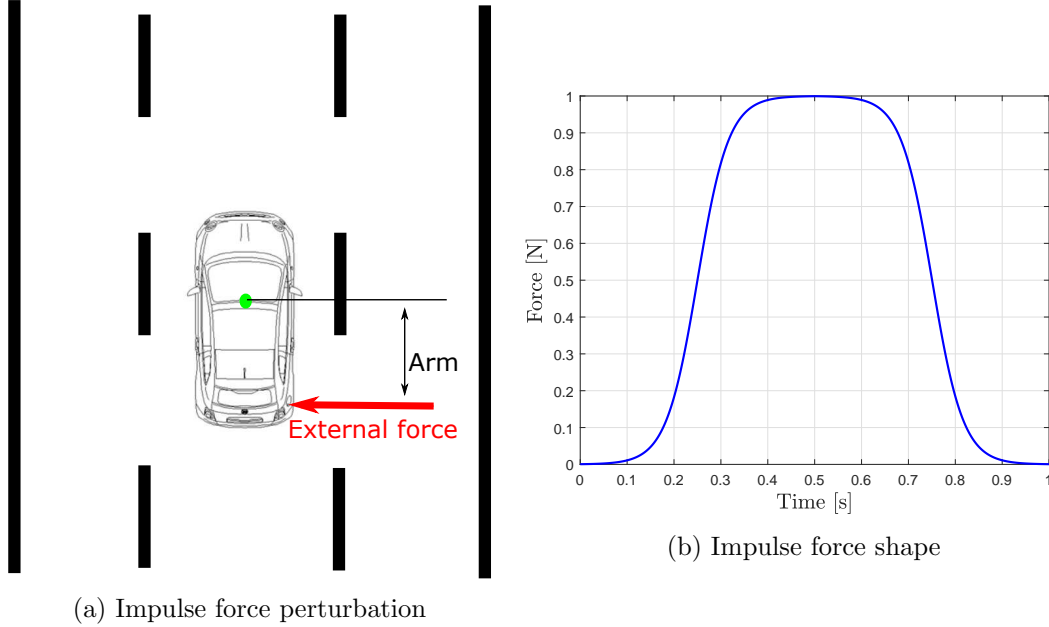 Arm
External force
(a) Impulse force perturbation
Force [N]
1
0.9
0.8
0.7
0.6
0.5
0.4
0.3
0.2
0.1
0
0 0.1 0.2 0.3 0.4 0.5 0.6 0.7 0.8 0.9 1
Time [s]
(b) Impulse force shape